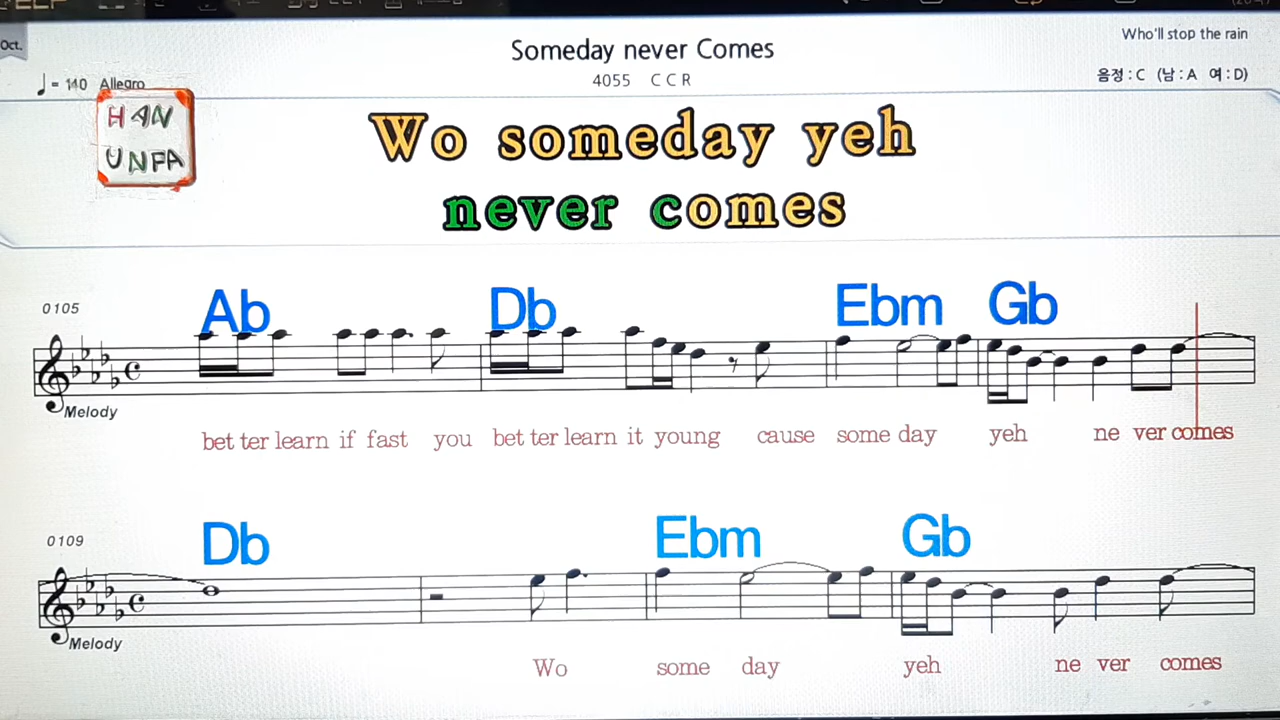 Oct.
Someday never Comes
Who'll stop the rain
♩ = 140 Allegro
4055 C C R
음정 : C (남 : A 여 : D)
HAN
UNPA
Wo someday yeh
never comes
0105
Ab Db Ebm Gb
Melody
bet ter learn if fast you bet ter learn it young cause some day yeh ne ver comes
0109
Db Ebm Gb
Melody
Wo some day yeh ne ver comes